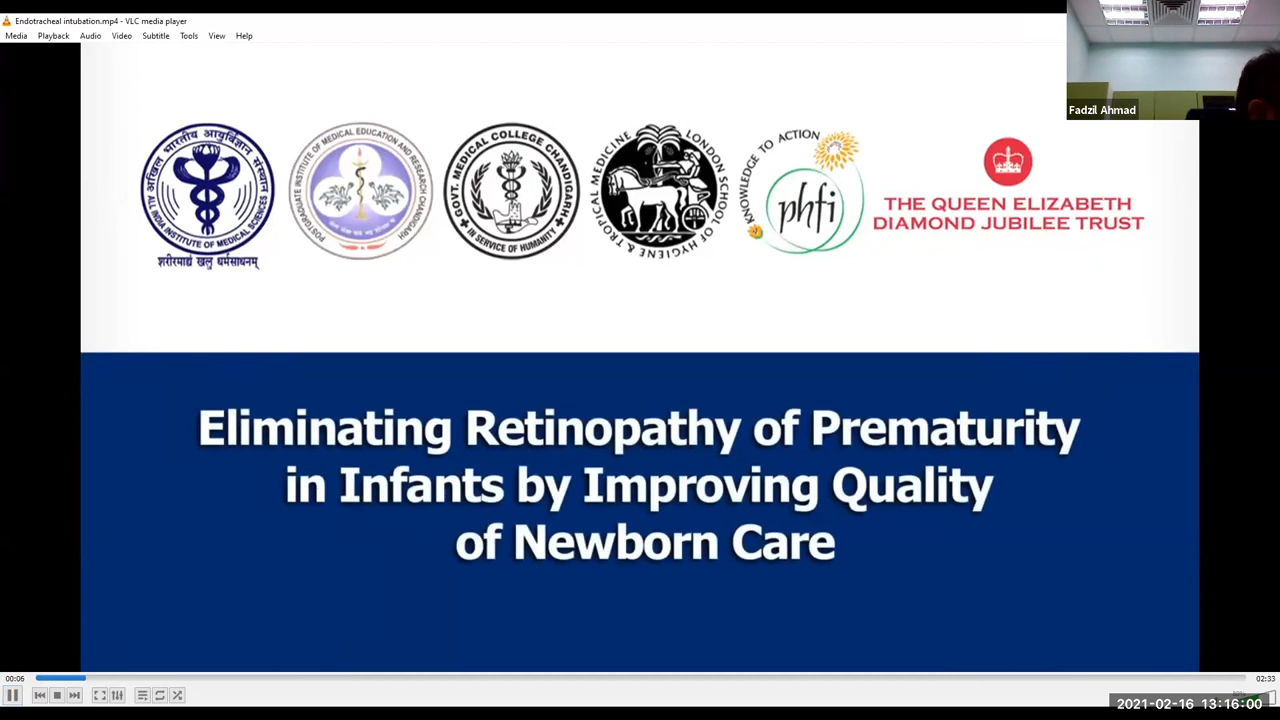 Endotracheal intubation.mp4 - VLC media player
Media Playback Audio Video Subtitle Tools View Help
Fadzil Ahmad
अखिल भारतीय आयुर्विज्ञान संस्थान
ALL INDIA INSTITUTE OF MEDICAL SCIENCES
शरीरमाद्यं खलु धर्मसाधनम्
POSTGRADUATE INSTITUTE OF MEDICAL EDUCATION AND RESEARCH CHANDIGARH
GOVT. MEDICAL COLLEGE CHANDIGARH
IN SERVICE OF HUMANITY
LONDON SCHOOL OF HYGIENE & TROPICAL MEDICINE
KNOWLEDGE TO ACTION
phfi
THE QUEEN ELIZABETH
DIAMOND JUBILEE TRUST
Eliminating Retinopathy of Prematurity
in Infants by Improving Quality
of Newborn Care
00:06
02:33
2021-02-16 13:16:00